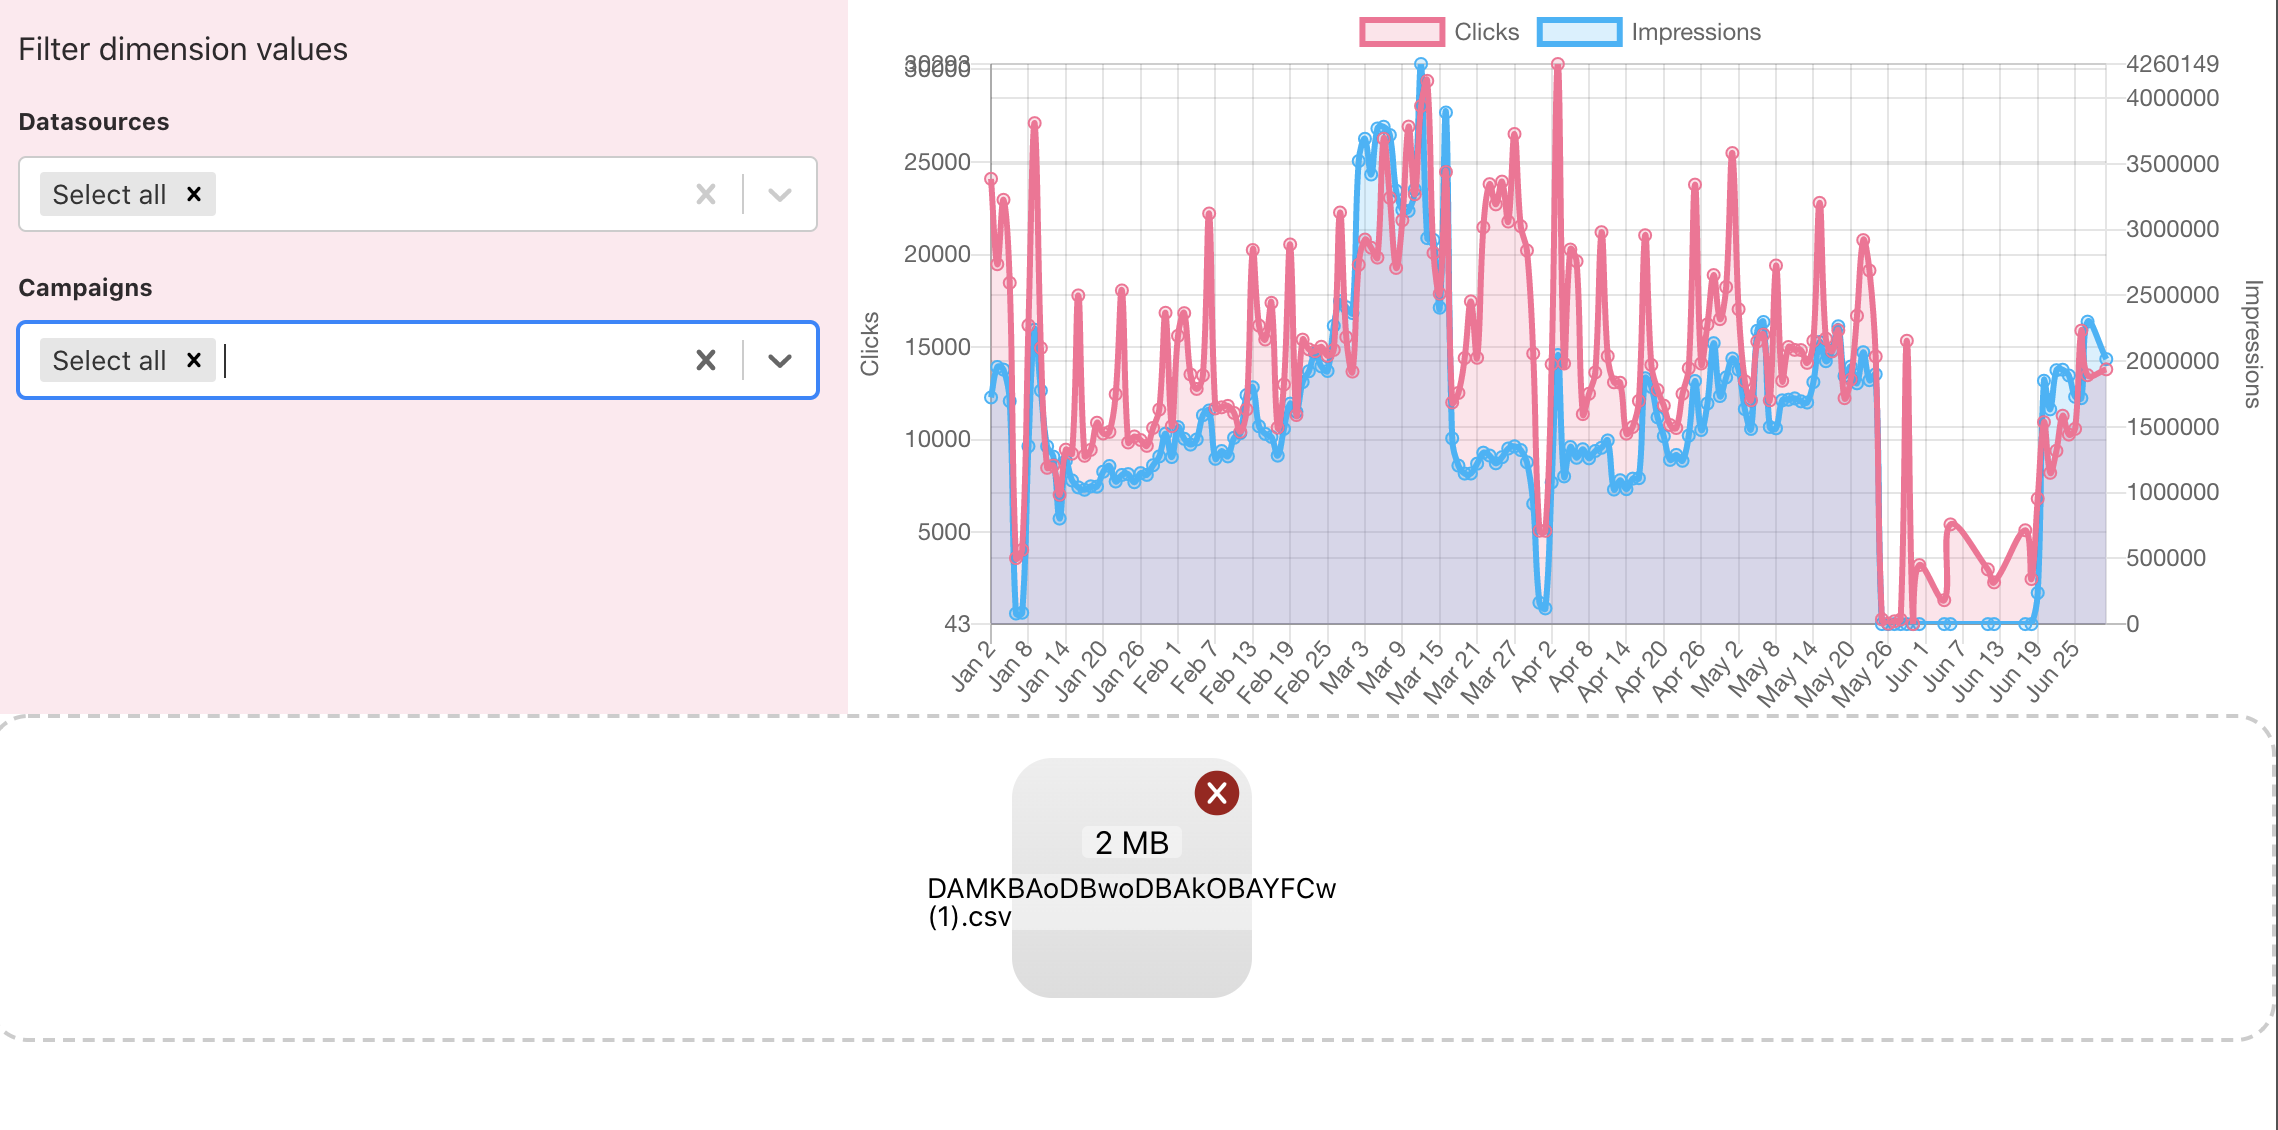 Filter dimension values
Datasources
Select all
Campaigns
Select all
Clicks
Impressions
30293
30000
25000
20000
15000
10000
5000
43
Clicks
4260149
4000000
3500000
3000000
2500000
2000000
1500000
1000000
500000
0
Impressions
Jan 2
Jan 8
Jan 14
Jan 20
Jan 26
Feb 1
Feb 7
Feb 13
Feb 19
Feb 25
Mar 3
Mar 9
Mar 15
Mar 21
Mar 27
Apr 2
Apr 8
Apr 14
Apr 20
Apr 26
May 2
May 8
May 14
May 20
May 26
Jun 1
Jun 7
Jun 13
Jun 19
Jun 25
2 MB
DAMKBAoDBwoDBAkOBAYFCw
(1).csv